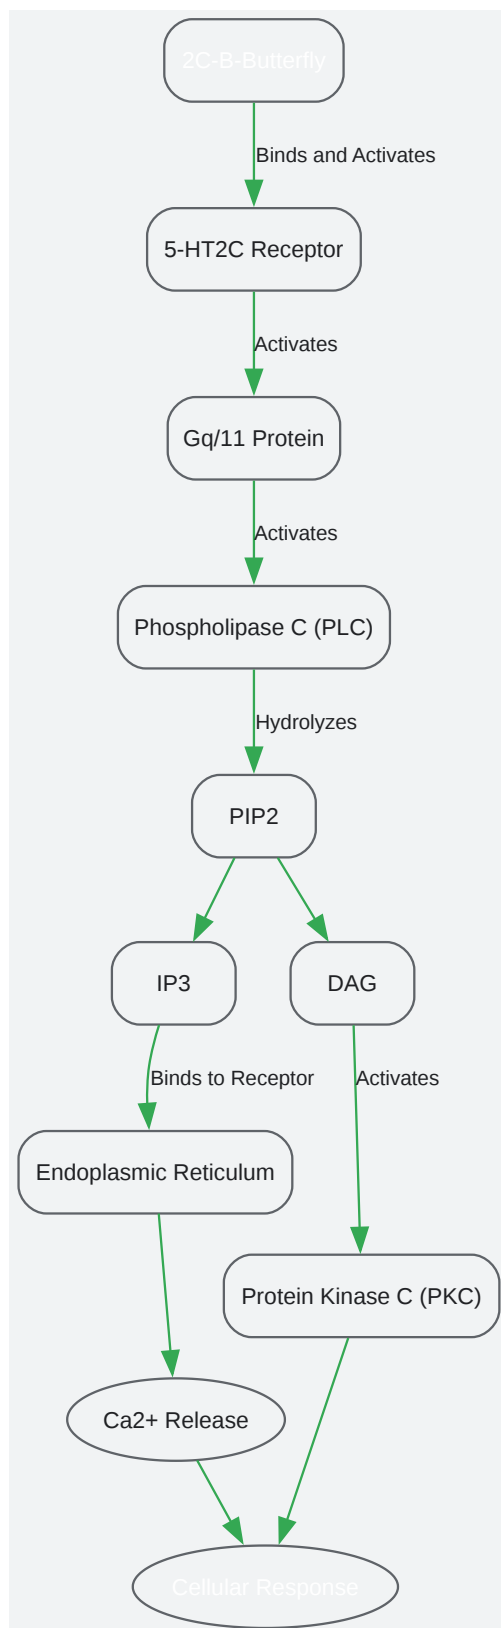 2C-B-Butterfly
Binds and Activates
5-HT2C Receptor
Activates
Gq/11 Protein
Activates
Phospholipase C (PLC)
Hydrolyzes
PIP2
IP3
DAG
Binds to Receptor
Activates
Endoplasmic Reticulum
Protein Kinase C (PKC)
Ca2+ Release
Cellular Response